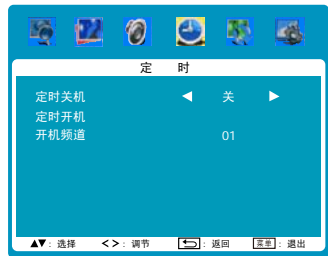 定 时
定时关机 ◀ 关 ▶
定时开机
开机频道 01
▲▼: 选择 <>: 调节 : 返回 菜单: 退出